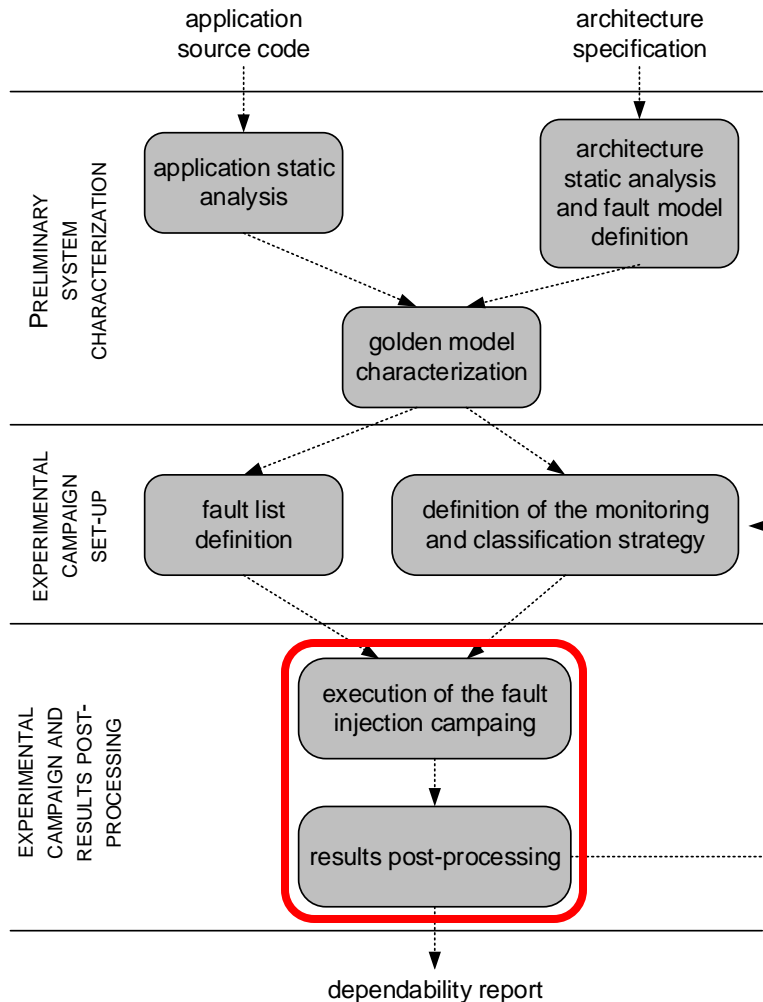 application
source code
architecture
specification
PRELIMINARY
SYSTEM
CHARACTERIZATION
application static
analysis
architecture
static analysis
and fault model
definition
golden model
characterization
EXPERIMENTAL
CAMPAIGN
SET-UP
fault list
definition
definition of the monitoring
and classification strategy
EXPERIMENTAL
CAMPAIGN AND
RESULTS POST-
PROCESSING
execution of the fault
injection campaing
results post-processing
dependability report